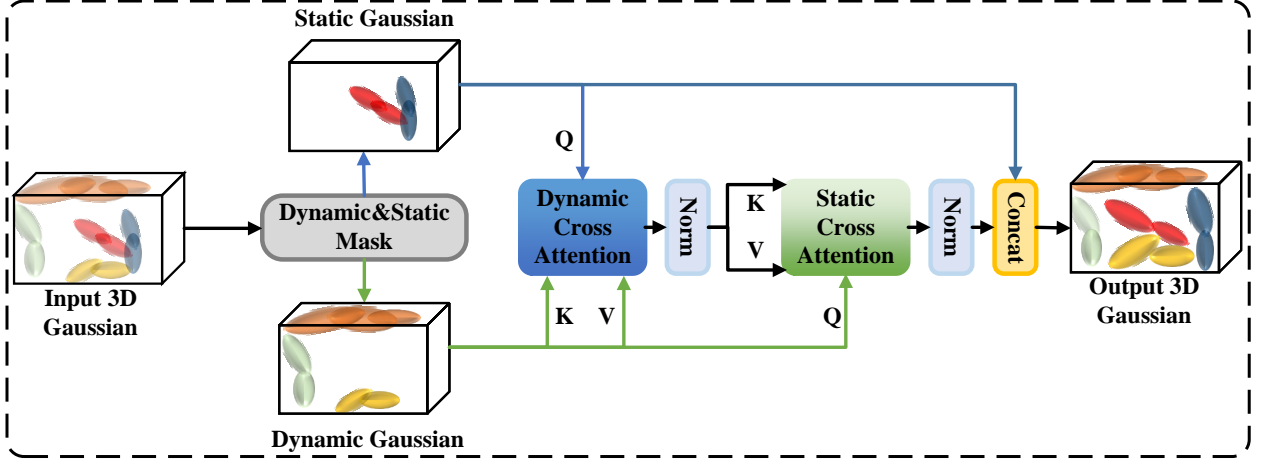 Static Gaussian
Q
Dynamic&Static
Mask
Dynamic
Cross
Attention
Norm
K
V
Static
Cross
Attention
Norm
Concat
Input 3D
Gaussian
K
V
Q
Output 3D
Gaussian
Dynamic Gaussian